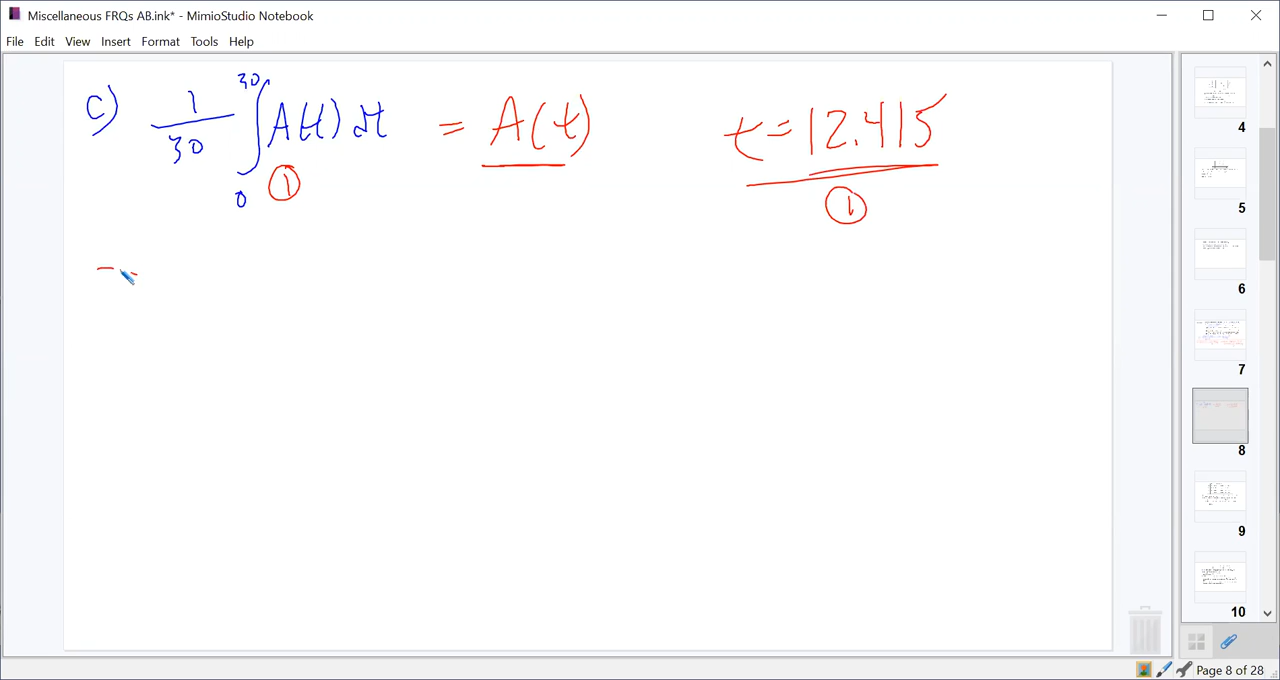 Miscellaneous FRQs AB.ink* - MimioStudio Notebook
File Edit View Insert Format Tools Help
c) 1/30 ∫₀³⁰ A(t) dt = A(t) t = 12.415
① ①
4
5
6
7
8
9
10
Page 8 of 28